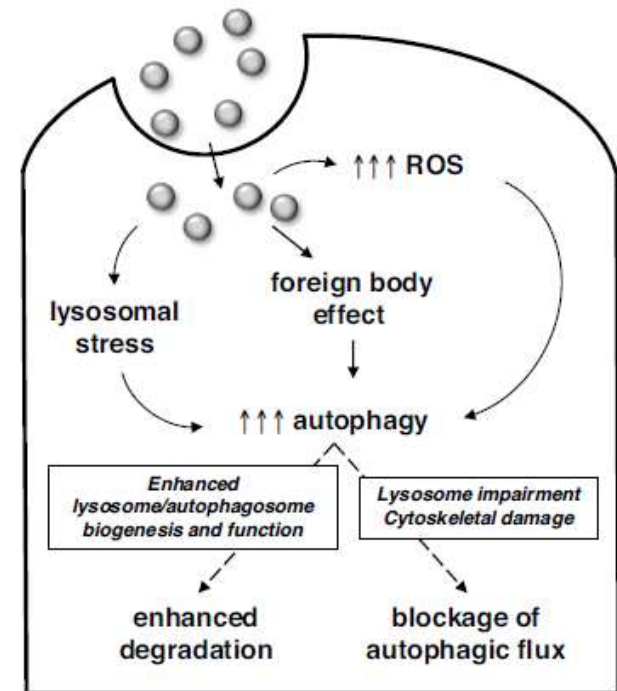 ↑↑↑ ROS
foreign body
effect
lysosomal
stress
↑↑↑ autophagy
Enhanced
lysosome/autophagosome
biogenesis and function
Lysosome impairment
Cytoskeletal damage
enhanced
degradation
blockage of
autophagic flux